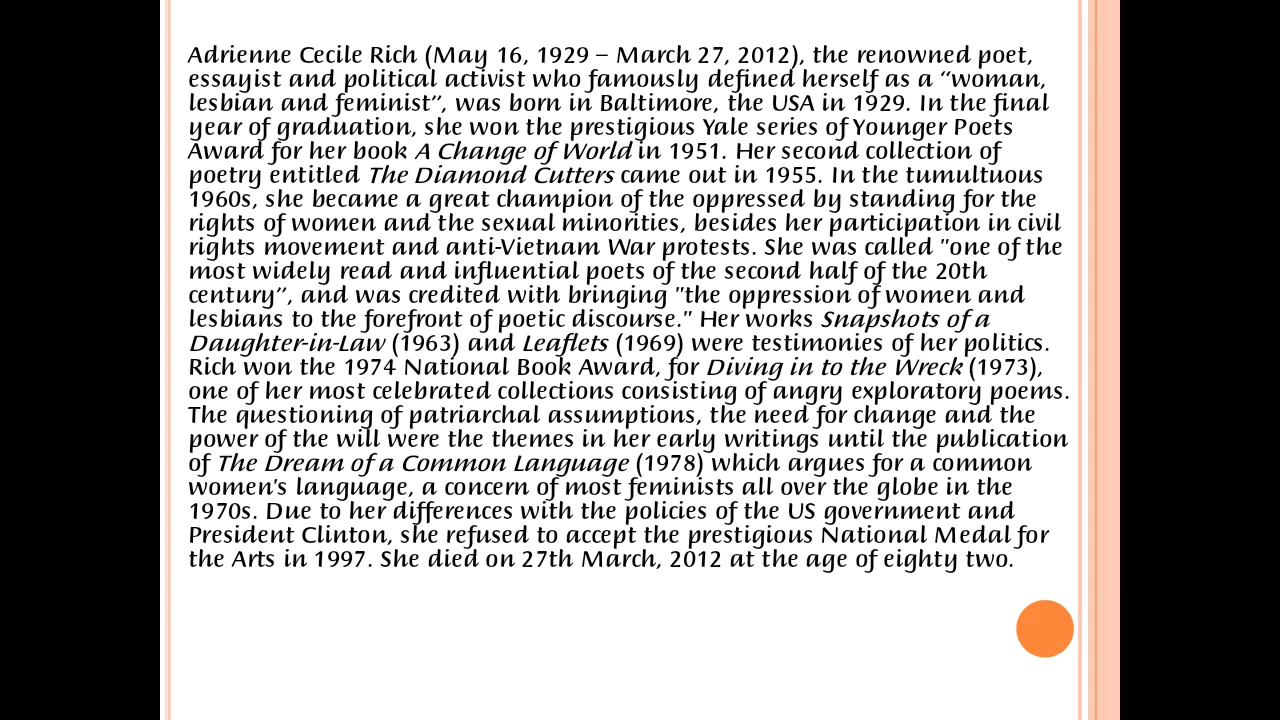 Adrienne Cecile Rich (May 16, 1929 – March 27, 2012), the renowned poet,
essayist and political activist who famously defined herself as a “woman,
lesbian and feminist”, was born in Baltimore, the USA in 1929. In the final
year of graduation, she won the prestigious Yale series of Younger Poets
Award for her book A Change of World in 1951. Her second collection of
poetry entitled The Diamond Cutters came out in 1955. In the tumultuous
1960s, she became a great champion of the oppressed by standing for the
rights of women and the sexual minorities, besides her participation in civil
rights movement and anti-Vietnam War protests. She was called "one of the
most widely read and influential poets of the second half of the 20th
century”, and was credited with bringing "the oppression of women and
lesbians to the forefront of poetic discourse." Her works Snapshots of a
Daughter-in-Law (1963) and Leaflets (1969) were testimonies of her politics.
Rich won the 1974 National Book Award, for Diving in to the Wreck (1973),
one of her most celebrated collections consisting of angry exploratory poems.
The questioning of patriarchal assumptions, the need for change and the
power of the will were the themes in her early writings until the publication
of The Dream of a Common Language (1978) which argues for a common
women's language, a concern of most feminists all over the globe in the
1970s. Due to her differences with the policies of the US government and
President Clinton, she refused to accept the prestigious National Medal for
the Arts in 1997. She died on 27th March, 2012 at the age of eighty two.